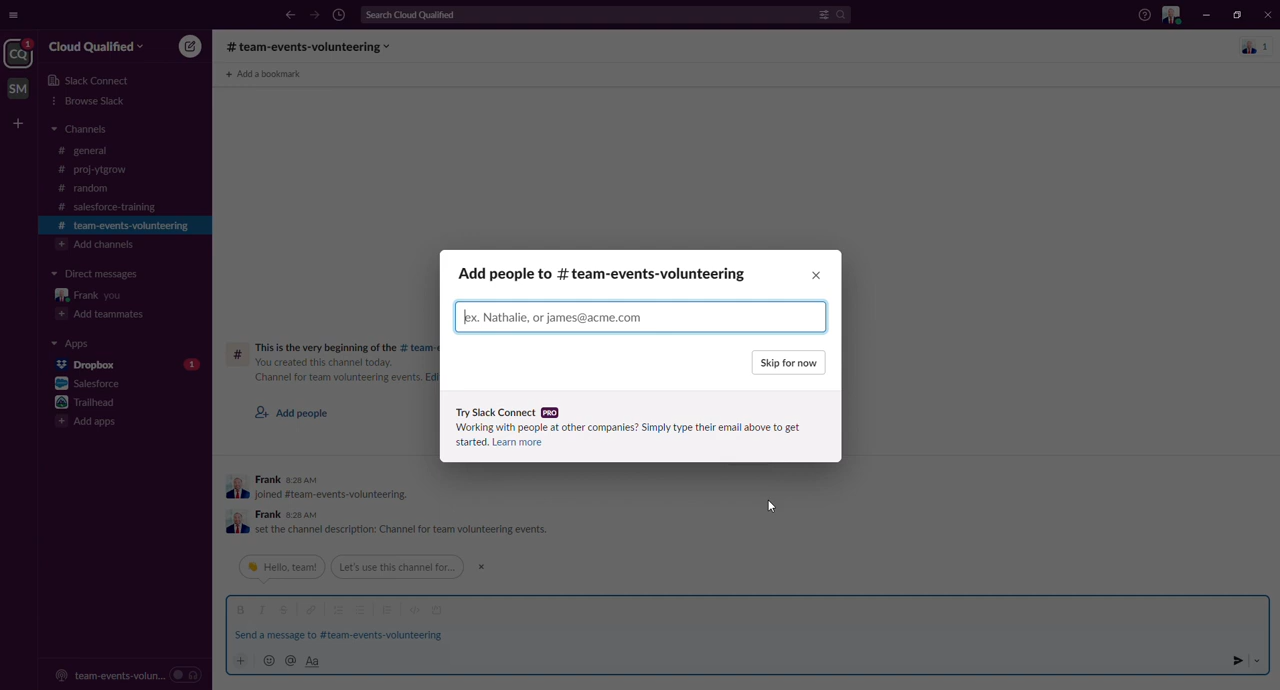 Search Cloud Qualified
CQ
1
SM
Cloud Qualified
Slack Connect
Browse Slack
Channels
# general
# proj-ytgrow
# random
# salesforce-training
# team-events-volunteering
+ Add channels
Direct messages
Frank you
+ Add teammates
Apps
Dropbox 1
Salesforce
Trailhead
+ Add apps
team-events-volun...
# team-events-volunteering
1
+ Add a bookmark
Add people to # team-events-volunteering
ex. Nathalie, or james@acme.com
Skip for now
Try Slack Connect PRO
Working with people at other companies? Simply type their email above to get
started. Learn more
# This is the very beginning of the # team-e
You created this channel today.
Channel for team volunteering events. Edi
Add people
Frank 8:28 AM
joined #team-events-volunteering.
Frank 8:28 AM
set the channel description: Channel for team volunteering events.
👋 Hello, team! Let's use this channel for...
B I S
Send a message to #team-events-volunteering
+ @ Aa